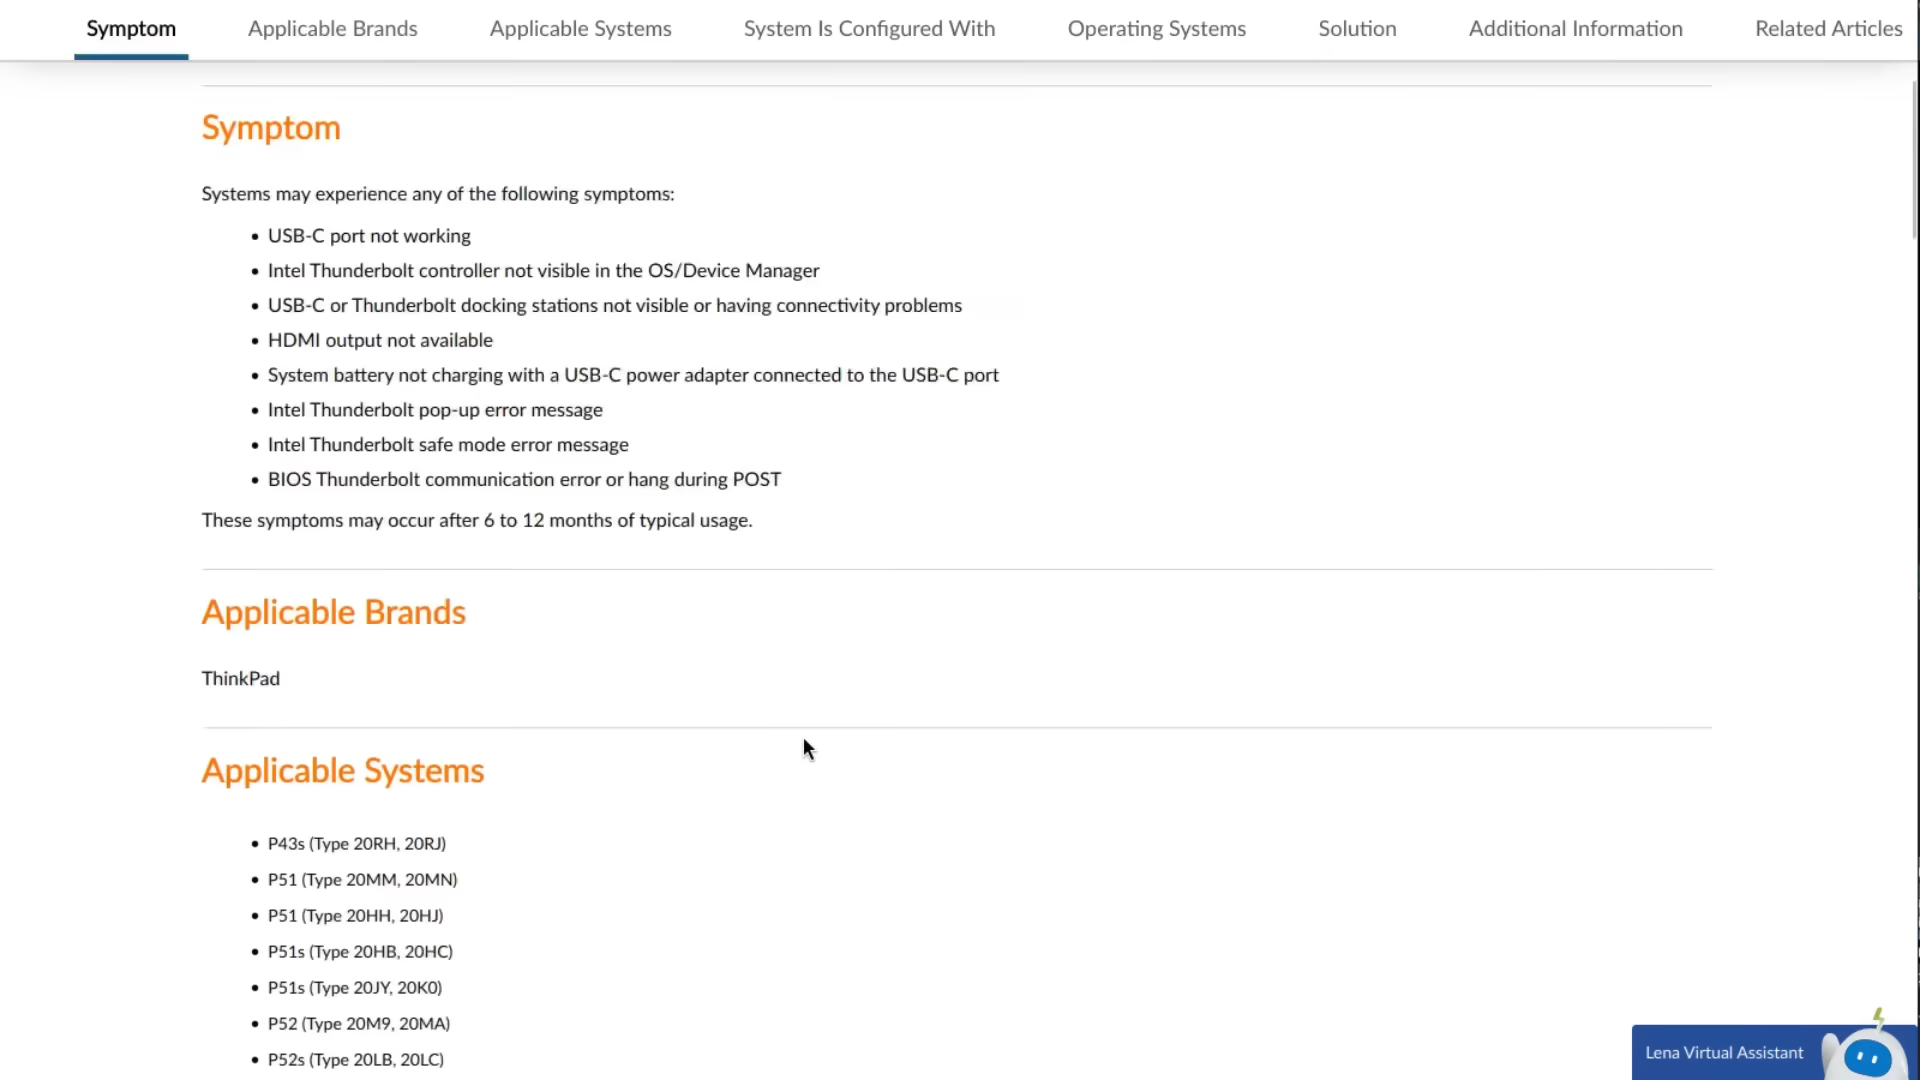 Symptom Applicable Brands Applicable Systems System Is Configured With Operating Systems Solution Additional Information Related Articles
Symptom
Systems may experience any of the following symptoms:
• USB-C port not working
• Intel Thunderbolt controller not visible in the OS/Device Manager
• USB-C or Thunderbolt docking stations not visible or having connectivity problems
• HDMI output not available
• System battery not charging with a USB-C power adapter connected to the USB-C port
• Intel Thunderbolt pop-up error message
• Intel Thunderbolt safe mode error message
• BIOS Thunderbolt communication error or hang during POST
These symptoms may occur after 6 to 12 months of typical usage.
Applicable Brands
ThinkPad
Applicable Systems
• P43s (Type 20RH, 20RJ)
• P51 (Type 20MM, 20MN)
• P51 (Type 20HH, 20HJ)
• P51s (Type 20HB, 20HC)
• P51s (Type 20JY, 20K0)
• P52 (Type 20M9, 20MA)
• P52s (Type 20LB, 20LC)
Lena Virtual Assistant